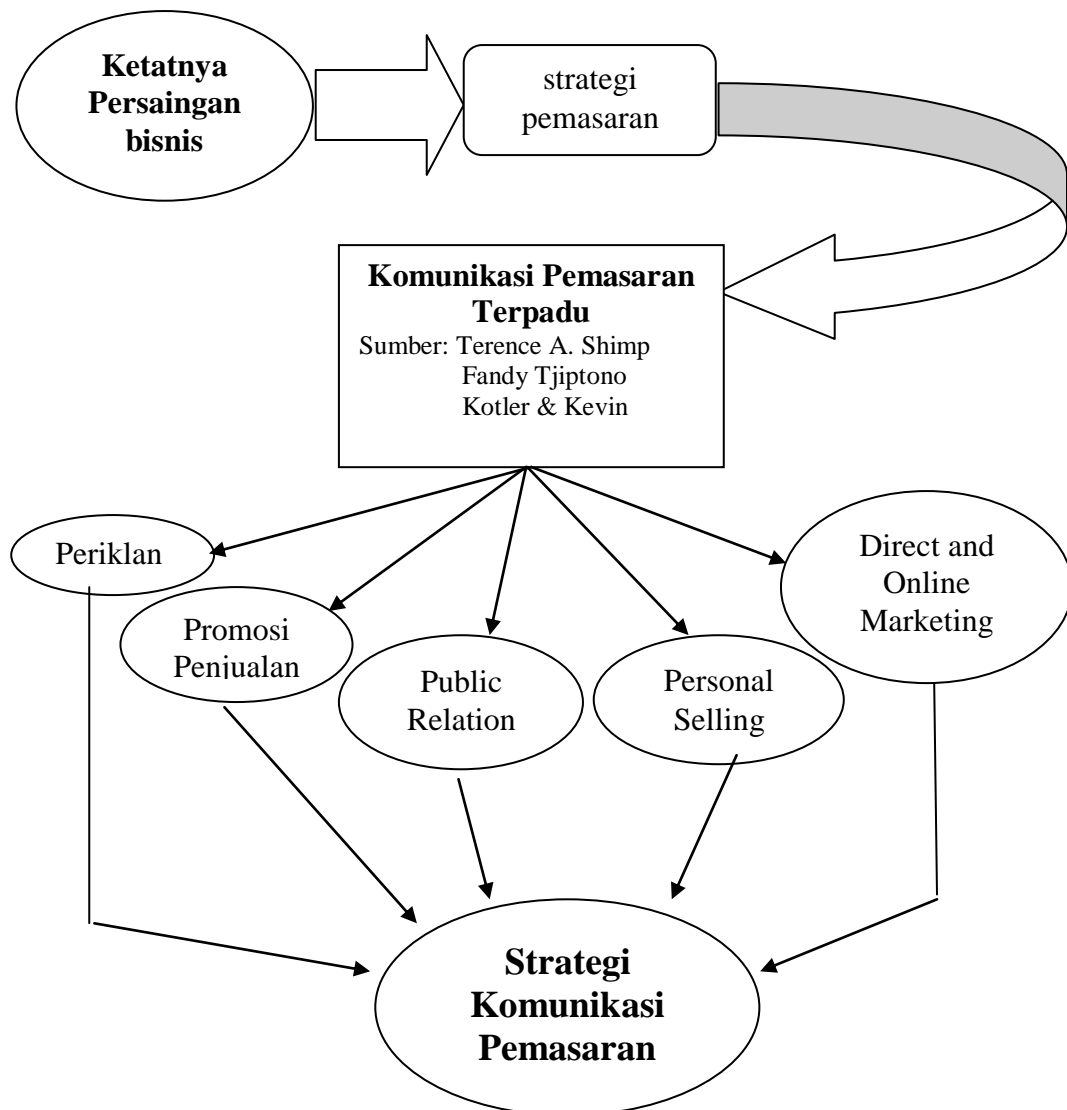 Ketatnya
Persaingan
bisnis
strategi
pemasaran
Komunikasi Pemasaran
Terpadu
Sumber: Terence A. Shimp
Fandy Tjiptono
Kotler & Kevin
Periklan
Promosi
Penjualan
Public
Relation
Personal
Selling
Direct and
Online
Marketing
Strategi
Komunikasi
Pemasaran